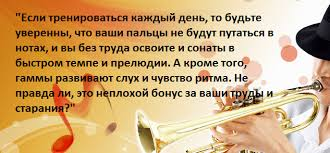 "Если тренироваться каждый день, то будьте
уверенны, что ваши пальцы не будут путаться в
нотах, и вы без труда освоите и сонаты в
быстром темпе и прелюдии. А кроме того,
гаммы развивают слух и чувство ритма. Не
правда ли, это неплохой бонус за ваши труды и
старания?"